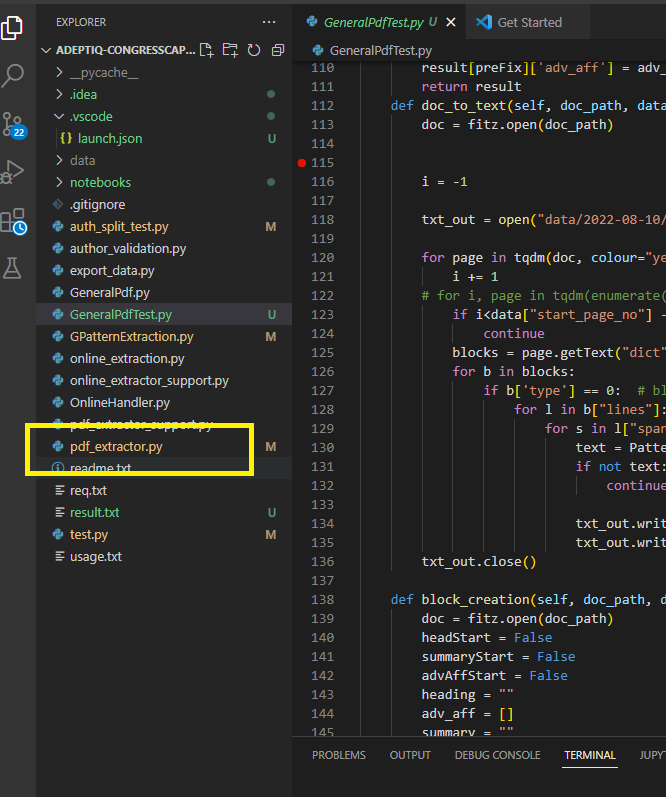 EXPLORER ...
GeneralPdfTest.py U
Get Started
ADEPTIQ-CONGRESSCAP...
GeneralPdfTest.py
__pycache__
.idea
.vscode
launch.json U
data
notebooks
.gitignore
auth_split_test.py M
author_validation.py
export_data.py
GeneralPdf.py
GeneralPdfTest.py U
GPatternExtraction.py M
online_extraction.py
online_extractor_support.py
OnlineHandler.py
pdf_extractor_support.py
pdf_extractor.py M
readme.txt
req.txt
result.txt U
test.py M
usage.txt
22
110 result[preFix]['adv_aff'] = adv_
111 return result
112 def doc_to_text(self, doc_path, data
113 doc = fitz.open(doc_path)
114
115
116 i = -1
117
118 txt_out = open("data/2022-08-10/
119
120 for page in tqdm(doc, colour="ye
121 i += 1
122 # for i, page in tqdm(enumerate(
123 if i<data["start_page_no"] -
124 continue
125 blocks = page.getText("dict"
126 for b in blocks:
127 if b['type'] == 0: # bl
128 for l in b["lines"]:
129 for s in l["span
130 text = Patte
131 if not text:
132 continue
133
134 txt_out.writ
135 txt_out.writ
136 txt_out.close()
137
138 def block_creation(self, doc_path, d
139 doc = fitz.open(doc_path)
140 headStart = False
141 summaryStart = False
142 advAffStart = False
143 heading = ""
144 adv_aff = []
145 summary = ""
PROBLEMS OUTPUT DEBUG CONSOLE TERMINAL JUPY